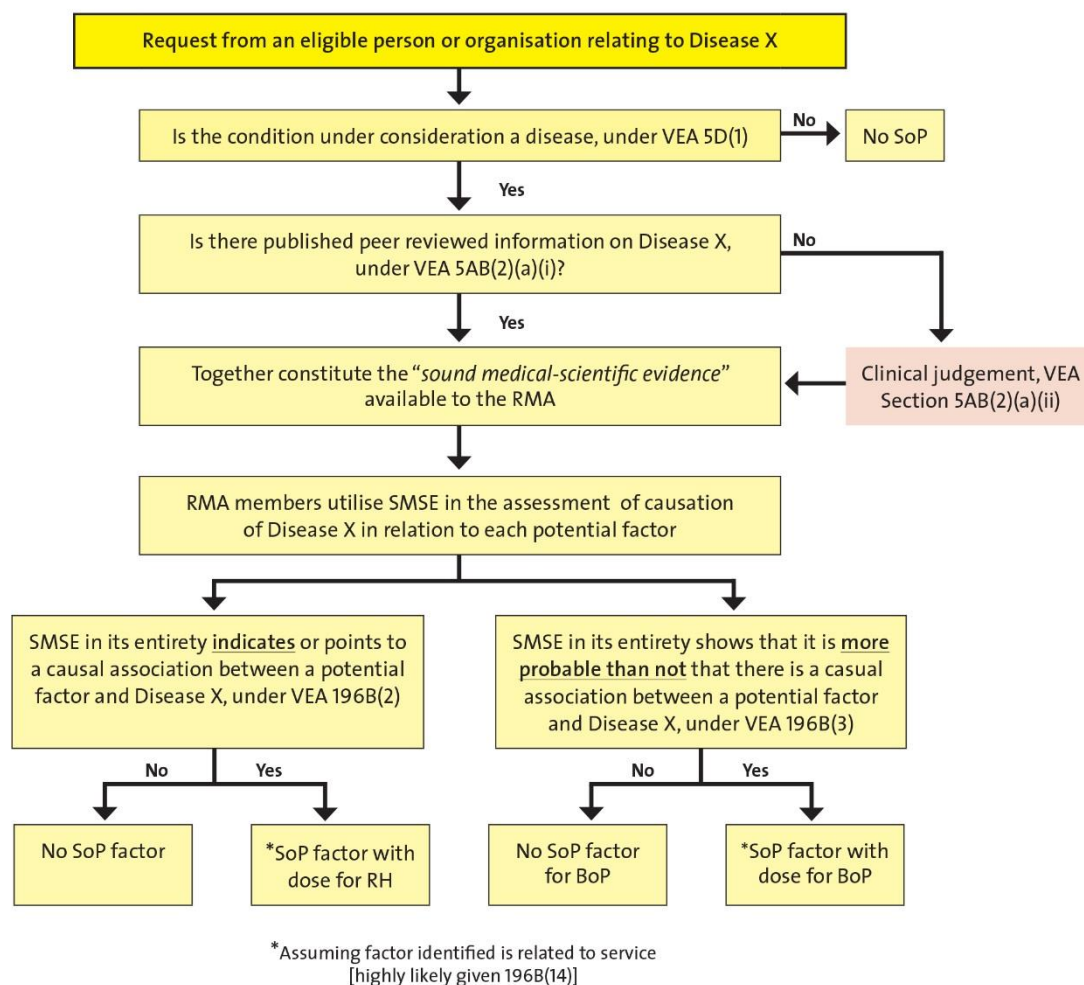 Request from an eligible person or organisation relating to Disease X
Is the condition under consideration a disease, under VEA 5D(1)
No
No SoP
Yes
Is there published peer reviewed information on Disease X,
under VEA 5AB(2)(a)(i)?
No
Yes
Together constitute the “sound medical-scientific evidence”
available to the RMA
Clinical judgement, VEA
Section 5AB(2)(a)(ii)
RMA members utilise SMSE in the assessment of causation
of Disease X in relation to each potential factor
SMSE in its entirety indicates or points to
a causal association between a potential
factor and Disease X, under VEA 196B(2)
SMSE in its entirety shows that it is more
probable than not that there is a casual
association between a potential factor
and Disease X, under VEA 196B(3)
No
Yes
No
Yes
No SoP factor
*SoP factor with
dose for RH
No SoP factor
for BoP
*SoP factor with
dose for BoP
*Assuming factor identified is related to service
[highly likely given 196B(14)]